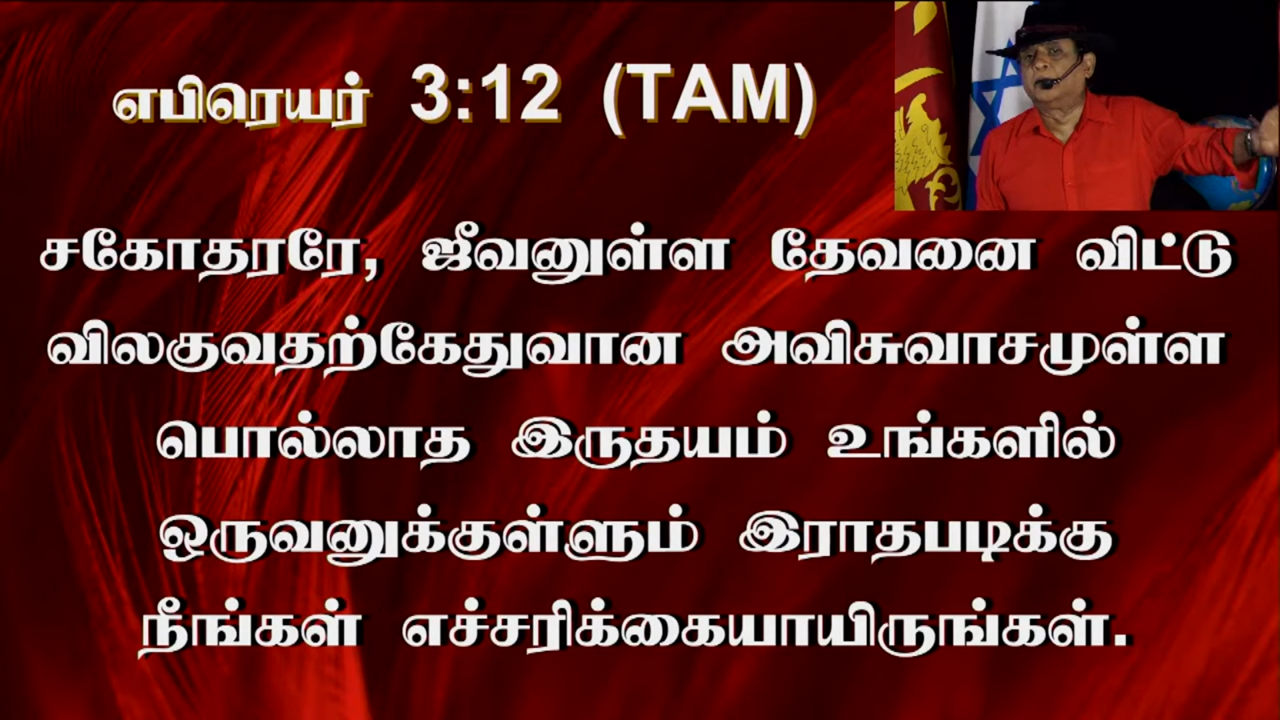 எபிரெயர் 3:12 (TAM)
சகோதரரே, ஜீவனுள்ள தேவனை விட்டு
விலகுவதற்கேதுவான அவிசுவாசமுள்ள
பொல்லாத இருதயம் உங்களில்
ஒருவனுக்குள்ளும் இராதபடிக்கு
நீங்கள் எச்சரிக்கையாயிருங்கள்.